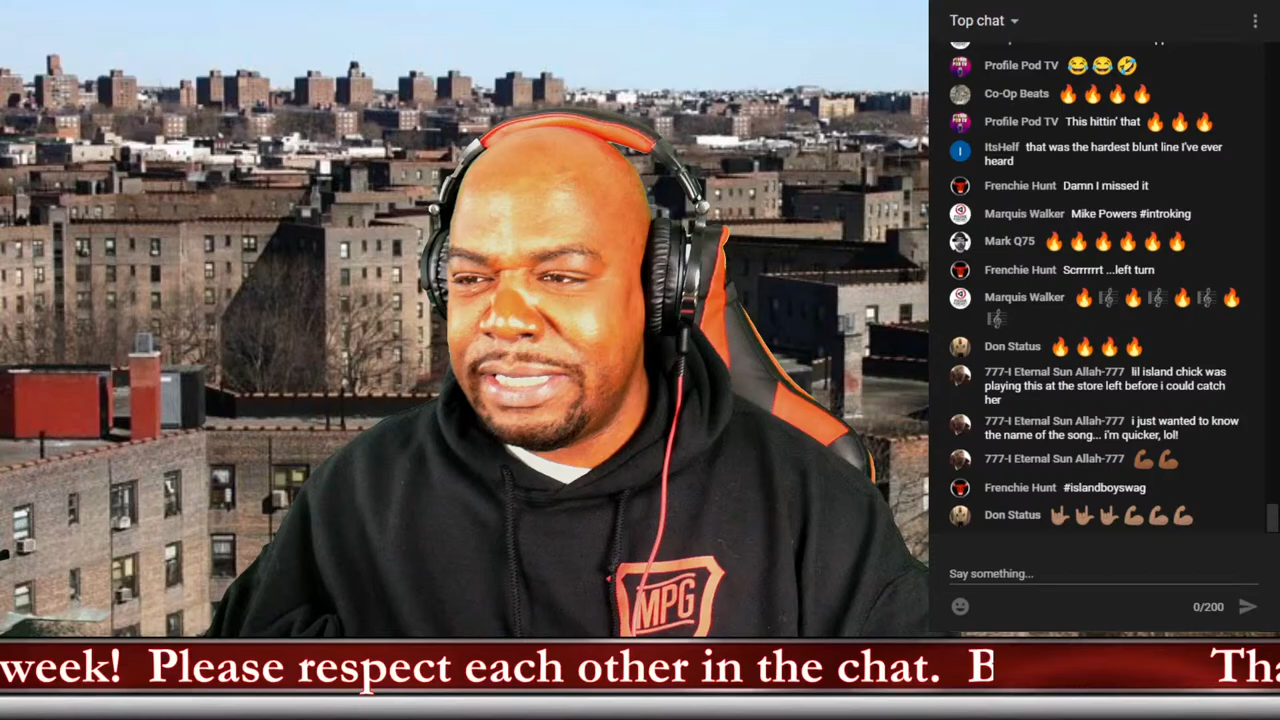 Top chat
Profile Pod TV 😂😂🤣
Co-Op Beats 🔥🔥🔥🔥
Profile Pod TV This hittin' that 🔥🔥🔥
I
ItsHelf that was the hardest blunt line I've ever
heard
Frenchie Hunt Damn I missed it
Marquis Walker Mike Powers #introking
Mark Q75 🔥🔥🔥🔥🔥🔥
Frenchie Hunt Scrrrrrrt ...left turn
Marquis Walker 🔥🎼🔥🎼🔥🎼🔥
🎼
Don Status 🔥🔥🔥🔥
777-I Eternal Sun Allah-777 lil island chick was
playing this at the store left before i could catch
her
777-I Eternal Sun Allah-777 i just wanted to know
the name of the song... i'm quicker, lol!
777-I Eternal Sun Allah-777 💪🏾💪🏾
Frenchie Hunt #islandboyswag
Don Status 🤟🏽🤟🏽🤟🏽💪🏽💪🏽💪🏽
Say something...
0/200
MPG
week! Please respect each other in the chat. B Tha